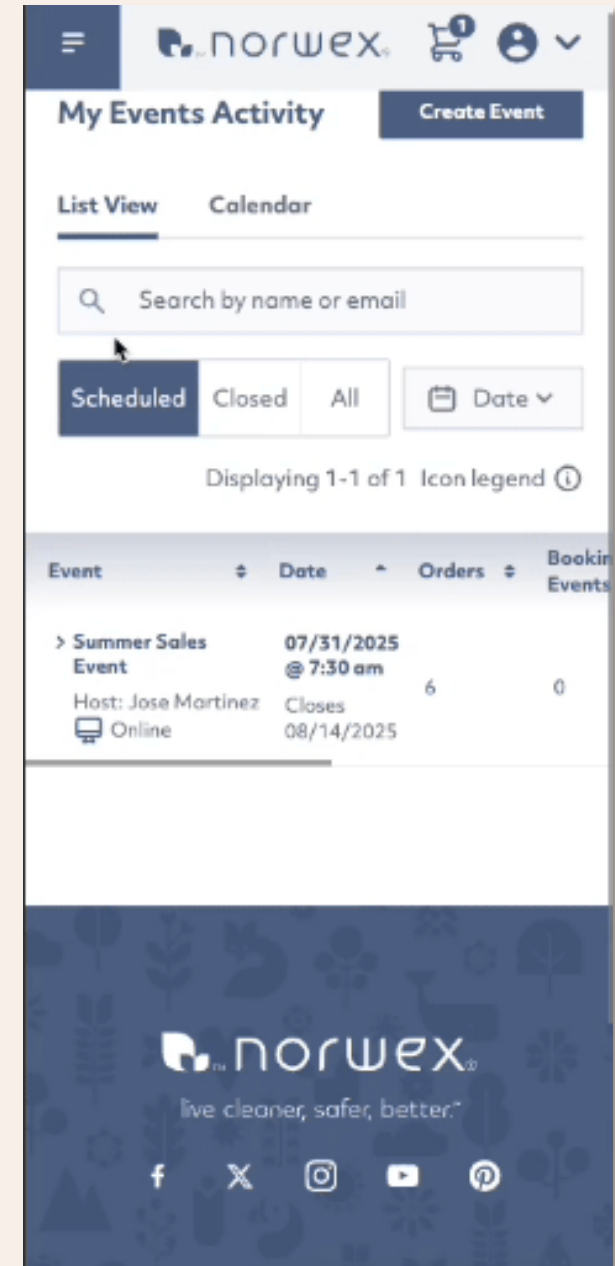 norwex
1
My Events Activity
Create Event
List View
Calendar
Search by name or email
Scheduled
Closed
All
Date
Displaying 1-1 of 1
Icon legend
Event
Date
Orders
Bookin
Events
Summer Sales
Event
Host: Jose Martinez
Online
07/31/2025
@ 7:30 am
Closes
08/14/2025
6
0
norwex®
live cleaner, safer, better.™